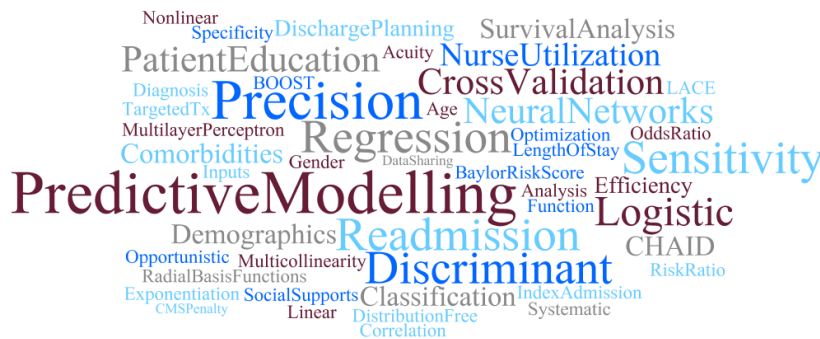 Nonlinear
Specificity
DischargePlanning
SurvivalAnalysis
PatientEducation
Acuity
NurseUtilization
Diagnosis
BOOST
CrossValidation
LACE
TargetedTx
Precision
Age
NeuralNetworks
MultilayerPerceptron
Regression
Optimization
OddsRatio
Comorbidities
Gender
DataSharing
LengthOfStay
Sensitivity
Inputs
BaylorRiskScore
PredictiveModelling
Analysis
Efficiency
Function
Logistic
Demographics
Readmission
CHAID
Opportunistic
Multicollinearity
Discriminant
RiskRatio
RadialBasisFunctions
Exponentiation
SocialSupports
Classification
IndexAdmission
CMSPenalty
Linear
DistributionFree
Systematic
Correlation